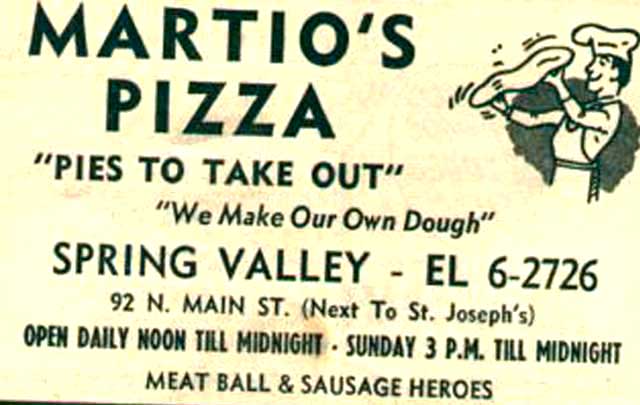 MARTIO'S
PIZZA
"PIES TO TAKE OUT"
"We Make Our Own Dough"
SPRING VALLEY - EL 6-2726
92 N. MAIN ST. (Next To St. Joseph's)
OPEN DAILY NOON TILL MIDNIGHT · SUNDAY 3 P.M. TILL MIDNIGHT
MEAT BALL & SAUSAGE HEROES